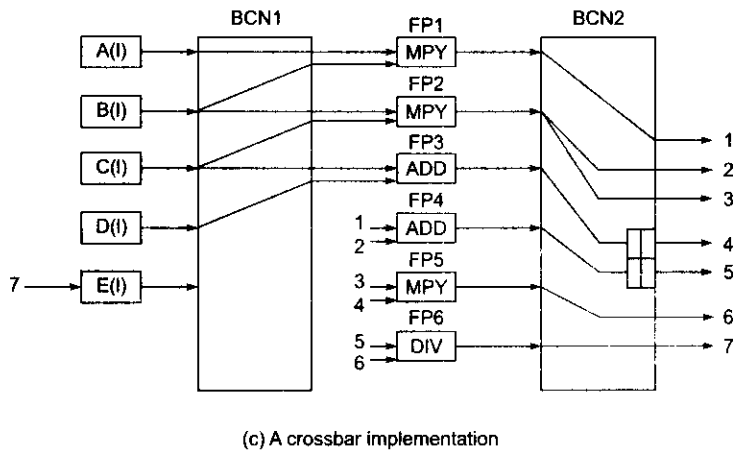 BCN1
FP1
BCN2
A(I)
MPY
FP2
B(I)
MPY
1
FP3
2
C(I)
ADD
3
FP4
D(I)
1
ADD
4
2
FP5
5
7
E(I)
3
MPY
4
6
FP6
5
DIV
7
6
(c) A crossbar implementation